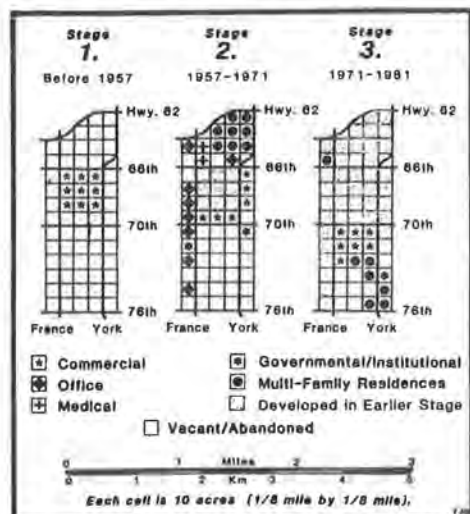 Stage
1.
Before 1957
Stage
2.
1957-1971
Stage
3.
1971-1981
Hwy. 62
66th
70th
76th
France York
Hwy. 62
66th
70th
76th
France York
Hwy. 62
66th
70th
76th
France York
Commercial
Office
Medical
Governmental/Institutional
Multi-Family Residences
Developed in Earlier Stage
Vacant/Abandoned
0 1 Miles 2 3
0 1 2 Km 3 4 5
Each cell is 10 acres (1/8 mile by 1/8 mile).